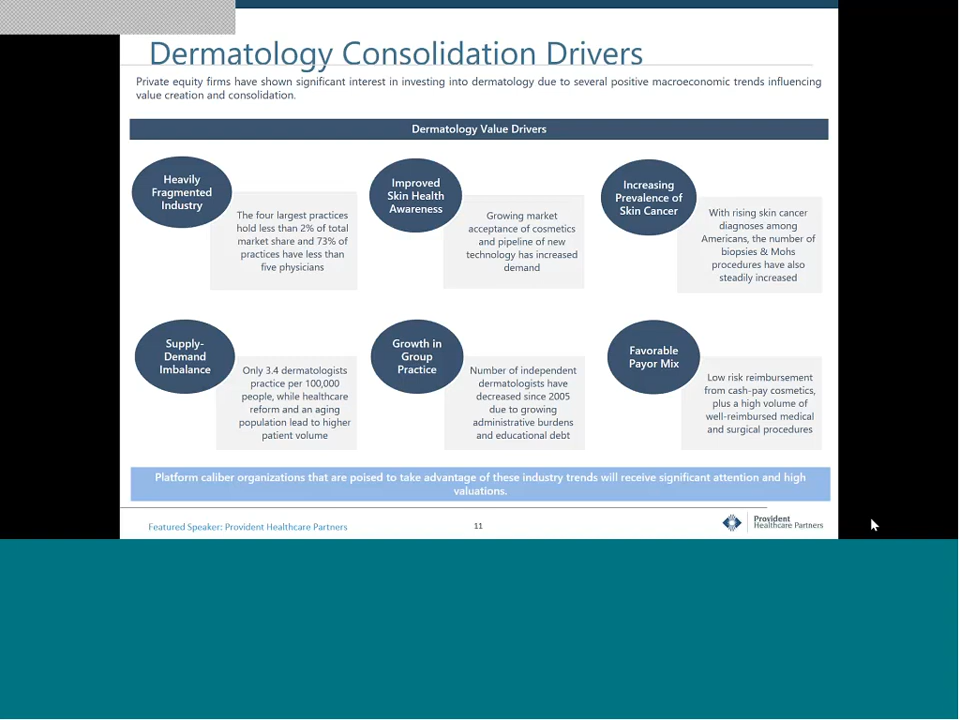 Dermatology Consolidation Drivers
Private equity firms have shown significant interest in investing into dermatology due to several positive macroeconomic trends influencing
value creation and consolidation.
Dermatology Value Drivers
Heavily
Fragmented
Industry
The four largest practices
hold less than 2% of total
market share and 73% of
practices have less than
five physicians
Improved
Skin Health
Awareness
Growing market
acceptance of cosmetics
and pipeline of new
technology has increased
demand
Increasing
Prevalence of
Skin Cancer
With rising skin cancer
diagnoses among
Americans, the number of
biopsies & Mohs
procedures have also
steadily increased
Supply-
Demand
Imbalance
Only 3.4 dermatologists
practice per 100,000
people, while healthcare
reform and an aging
population lead to higher
patient volume
Growth in
Group
Practice
Number of independent
dermatologists have
decreased since 2005
due to growing
administrative burdens
and educational debt
Favorable
Payor Mix
Low risk reimbursement
from cash-pay cosmetics,
plus a high volume of
well-reimbursed medical
and surgical procedures
Platform caliber organizations that are poised to take advantage of these industry trends will receive significant attention and high
valuations.
Featured Speaker: Provident Healthcare Partners
11
Provident
Healthcare Partners